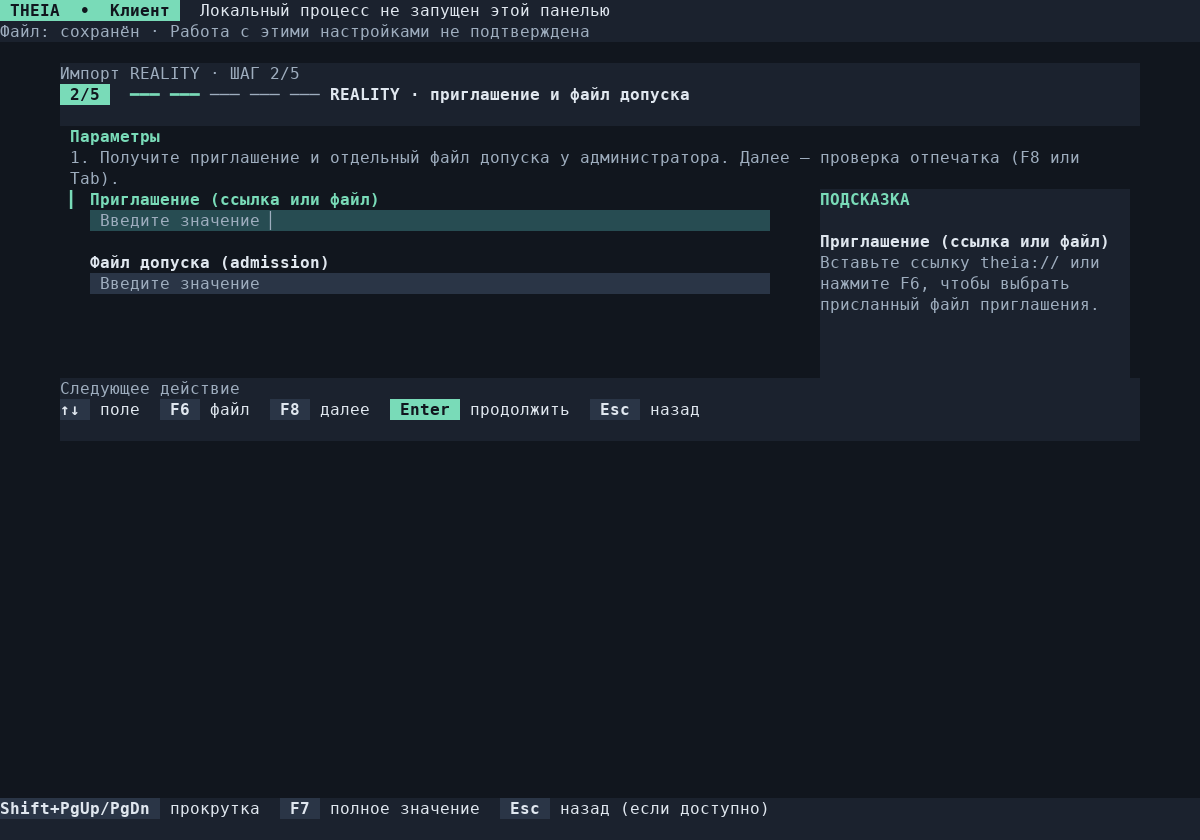 THEIA • Клиент Локальный процесс не запущен этой панелью
Файл: сохранён · Работа с этими настройками не подтверждена
Импорт REALITY · ШАГ 2/5
2/5 ━━━ ━━━ ─── ─── ─── REALITY · приглашение и файл допуска
Параметры
1. Получите приглашение и отдельный файл допуска у администратора. Далее — проверка отпечатка (F8 или
Tab).
Приглашение (ссылка или файл)
Введите значение
Файл допуска (admission)
Введите значение
ПОДСКАЗКА
Приглашение (ссылка или файл)
Вставьте ссылку theia:// или
нажмите F6, чтобы выбрать
присланный файл приглашения.
Следующее действие
↑↓ поле F6 файл F8 далее Enter продолжить Esc назад
Shift+PgUp/PgDn прокрутка F7 полное значение Esc назад (если доступно)